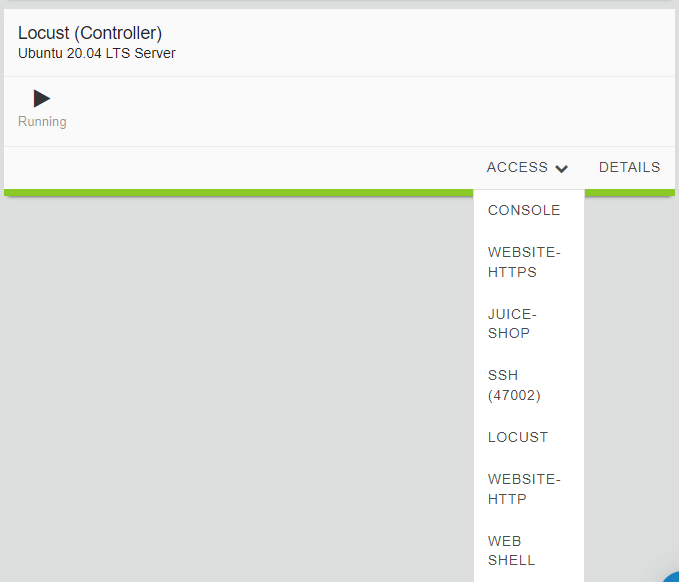 Locust (Controller)
Ubuntu 20.04 LTS Server
Running
ACCESS
DETAILS
CONSOLE
WEBSITE-
HTTPS
JUICE-
SHOP
SSH
(47002)
LOCUST
WEBSITE-
HTTP
WEB
SHELL